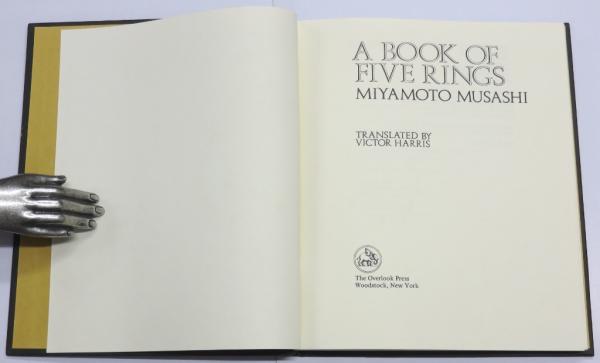 A BOOK OF
FIVE RINGS
MIYAMOTO MUSASHI
TRANSLATED BY
VICTOR HARRIS
The Overlook Press
Woodstock, New York